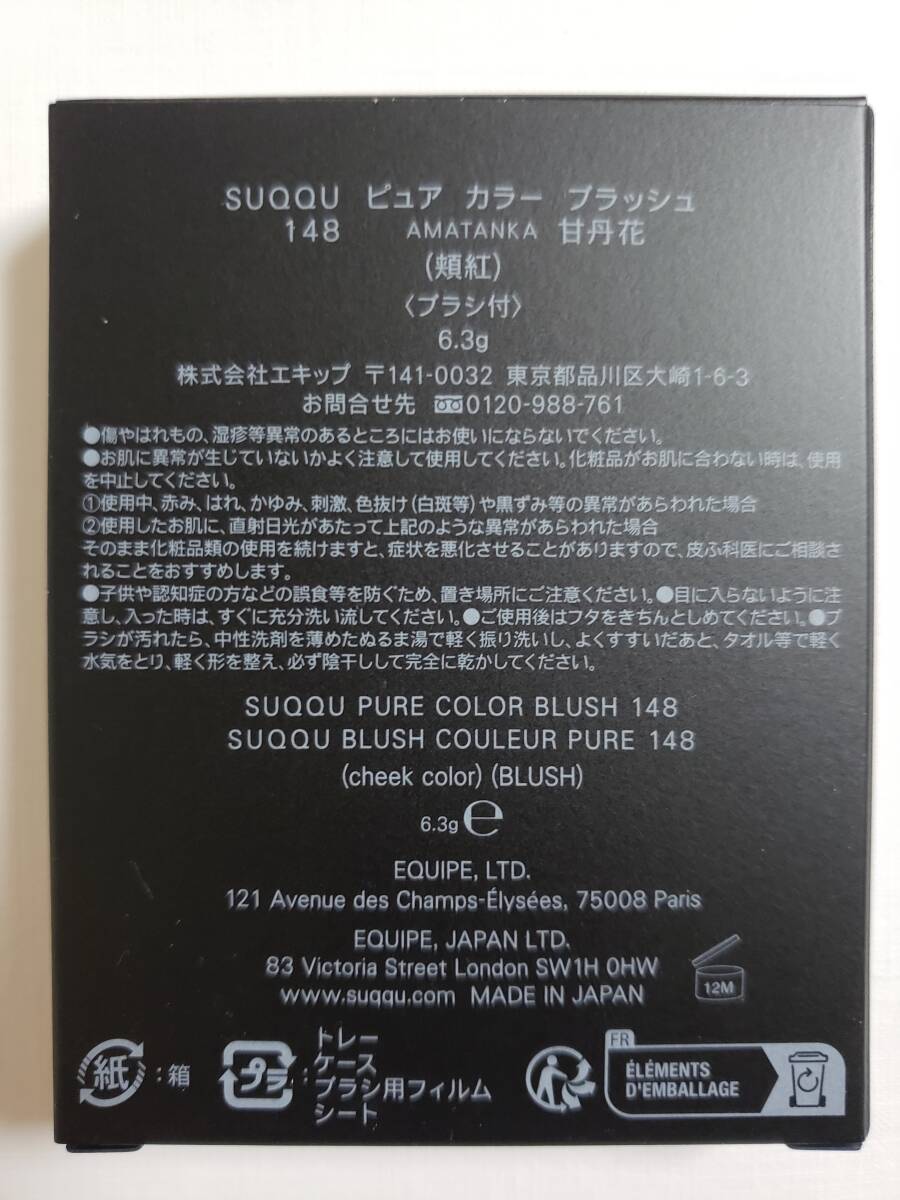 SUQQU ピュア カラー ブラッシュ
148 AMATANKA 甘丹花
(頬紅)
〈ブラシ付〉
6.3g
株式会社エキップ 〒141-0032 東京都品川区大崎1-6-3
お問合せ先 0120-988-761
●傷やはれもの、湿疹等異常のあるところにはお使いにならないでください。
●お肌に異常が生じていないかよく注意して使用してください。化粧品がお肌に合わない時は、使用
を中止してください。
①使用中、赤み、はれ、かゆみ、刺激、色抜け(白斑等)や黒ずみ等の異常があらわれた場合
②使用したお肌に、直射日光があたって上記のような異常があらわれた場合
そのまま化粧品類の使用を続けますと、症状を悪化させることがありますので、皮ふ科医にご相談さ
れることをおすすめします。
●子供や認知症の方などの誤食等を防ぐため、置き場所にご注意ください。●目に入らないように注
意し、入った時は、すぐに充分洗い流してください。●ご使用後はフタをきちんとしめてください。●ブ
ラシが汚れたら、中性洗剤を薄めたぬるま湯で軽く振り洗いし、よくすすいだあと、タオル等で軽く
水気をとり、軽く形を整え、必ず陰干しして完全に乾かしてください。
SUQQU PURE COLOR BLUSH 148
SUQQU BLUSH COULEUR PURE 148
(cheek color) (BLUSH)
6.3g ℮
EQUIPE, LTD.
121 Avenue des Champs-Élysées, 75008 Paris
EQUIPE, JAPAN LTD.
83 Victoria Street London SW1H 0HW
www.suqqu.com MADE IN JAPAN
12M
紙 : 箱
プラ :
トレー
ケース
ブラシ用フィルム
シート
FR
ÉLÉMENTS
D'EMBALLAGE